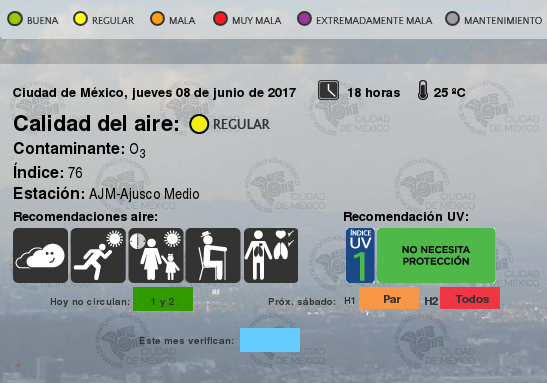 BUENA REGULAR MALA MUY MALA EXTREMADAMENTE MALA MANTENIMIENTO
Ciudad de México, jueves 08 de junio de 2017 18 horas 25 ºC
Calidad del aire: REGULAR
Contaminante: O3
Índice: 76
Estación: AJM-Ajusco Medio
Recomendaciones aire: Recomendación UV:
ÍNDICE UV 1 NO NECESITA
PROTECCIÓN
Hoy no circulan: 1 y 2 Próx. sábado: H1 Par H2 Todos
Este mes verifican:
CIUDAD
DE MÉXICO